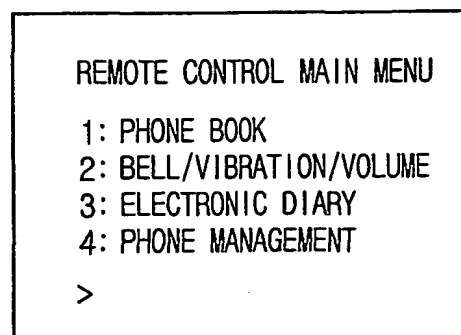 REMOTE CONTROL MAIN MENU
1: PHONE BOOK
2: BELL/VIBRATION/VOLUME
3: ELECTRONIC DIARY
4: PHONE MANAGEMENT
>